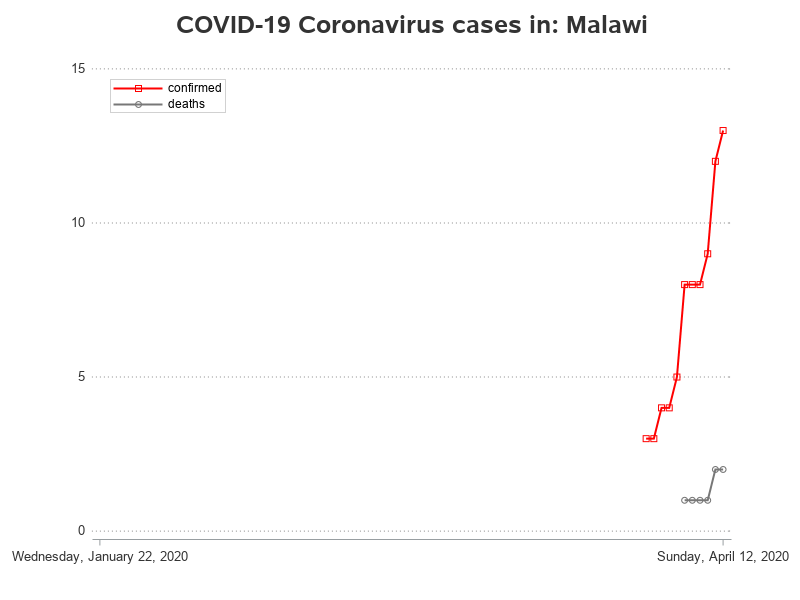 COVID-19 Coronavirus cases in: Malawi
15
confirmed
deaths
10
5
0
Wednesday, January 22, 2020
Sunday, April 12, 2020